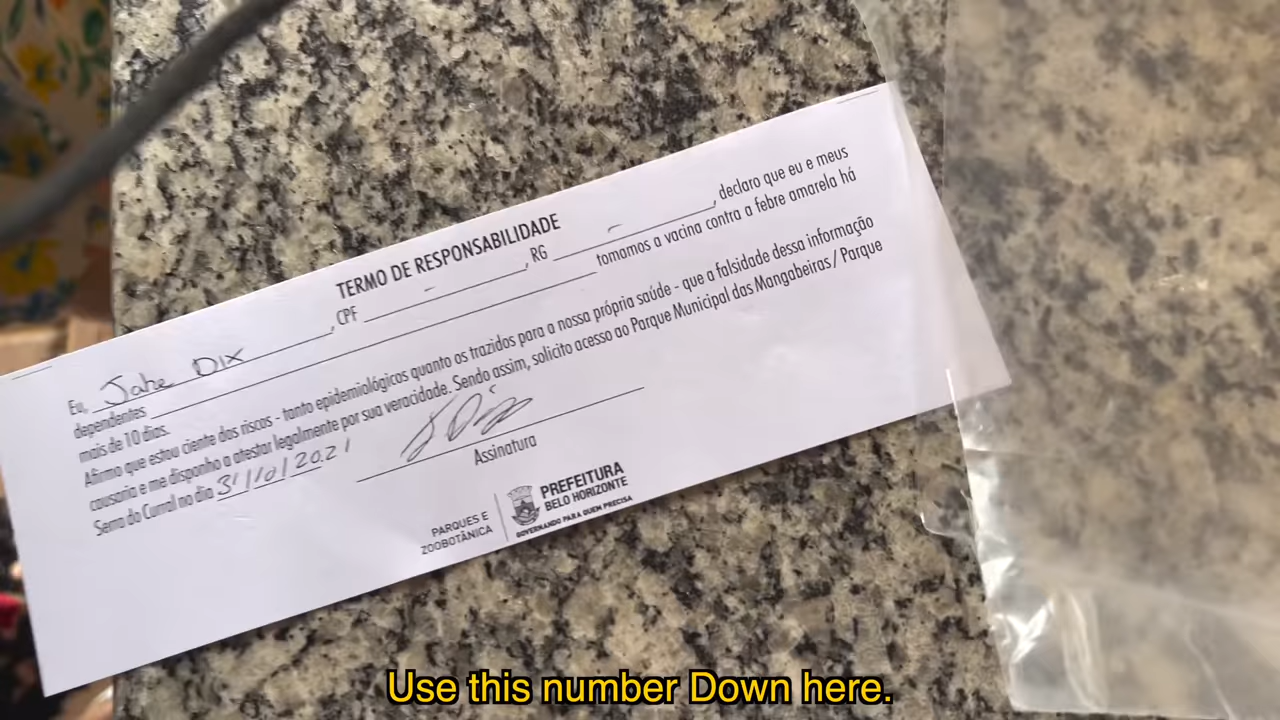 TERMO DE RESPONSABILIDADE
Eu, Jake Dix, CPF - , RG - , declaro que eu e meus
dependentes tomamos a vacina contra a febre amarela há
mais de 10 dias.
Afirmo que estou ciente dos riscos - tanto epidemiológicos quanto os trazidos para a nossa própria saúde - que a falsidade dessa informação
causaria e me disponho a atestar legalmente por sua veracidade. Sendo assim, solicito acesso ao Parque Municipal das Mangabeiras / Parque
Serra do Curral no dia 31/10/2021
Assinatura
PARQUES E
ZOOBOTÂNICA
PREFEITURA
BELO HORIZONTE
GOVERNANDO PARA QUEM PRECISA
Use this number Down here.